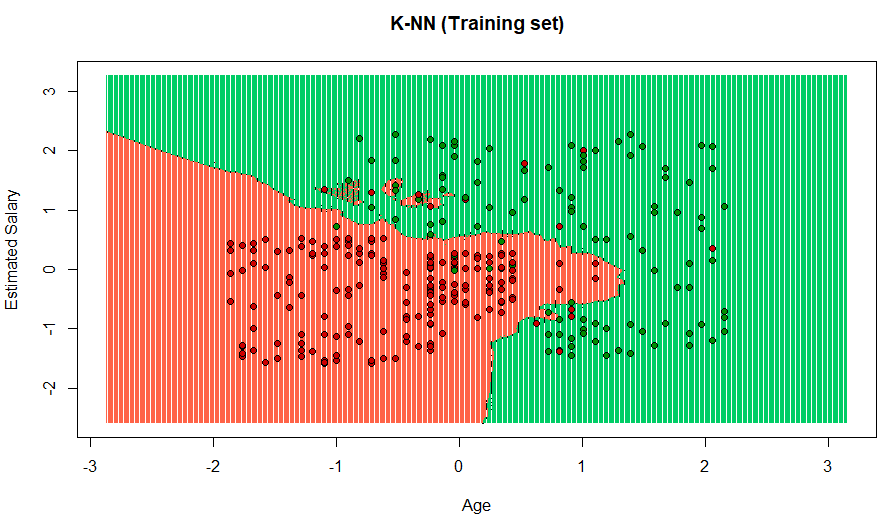 K-NN (Training set)
Estimated Salary
3
2
1
0
-1
-2
-3 -2 -1 0 1 2 3
Age